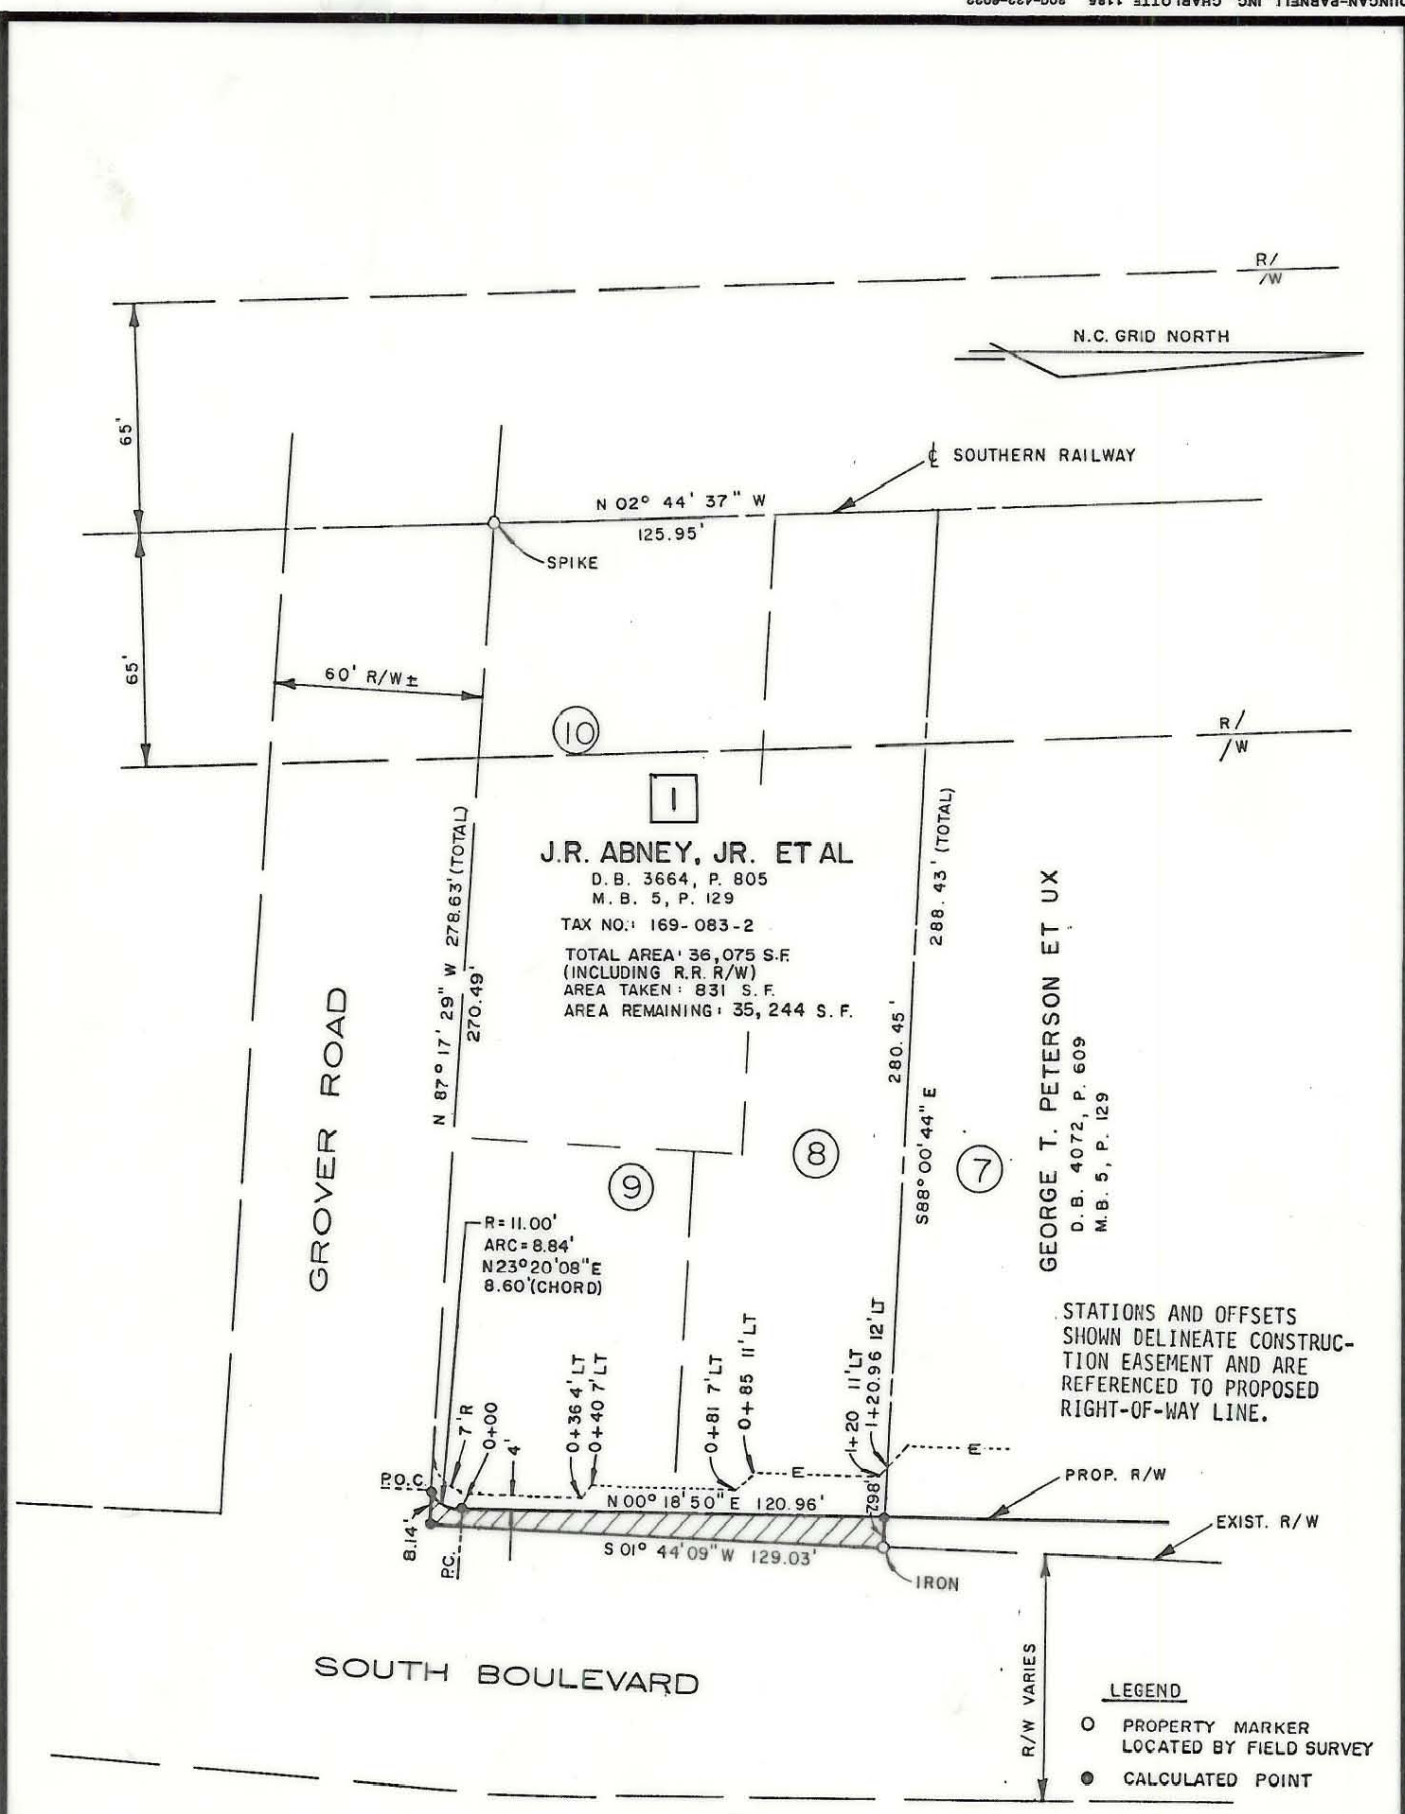 DUNCAN-PARNELL INC. CHARLOTTE 1186 800-432-6022
R/
/W
N.C. GRID NORTH
65'
℄ SOUTHERN RAILWAY
N 02° 44' 37" W
125.95'
SPIKE
65'
60' R/W±
10
R/
/W
1
J.R. ABNEY, JR. ET AL
D.B. 3664, P. 805
M.B. 5, P. 129
TAX NO.: 169-083-2
TOTAL AREA: 36,075 S.F.
(INCLUDING R.R. R/W)
AREA TAKEN: 831 S.F.
AREA REMAINING: 35,244 S.F.
N 87° 17' 29" W 278.63' (TOTAL)
270.49'
288.43' (TOTAL)
280.45'
S88°00'44"E
GEORGE T. PETERSON ET UX
D.B. 4072, P. 609
M.B. 5, P. 129
GROVER ROAD
9
8
7
R=11.00'
ARC=8.84'
N23°20'08"E
8.60'(CHORD)
STATIONS AND OFFSETS
SHOWN DELINEATE CONSTRUC-
TION EASEMENT AND ARE
REFERENCED TO PROPOSED
RIGHT-OF-WAY LINE.
7'R
0+00
4'
0+36 4'LT
0+40 7'LT
0+81 7'LT
0+85 11'LT
1+20 11'LT
1+20.96 12'LT
E
E
P.O.C.
PROP. R/W
N 00° 18' 50" E 120.96'
7.98'
EXIST. R/W
8.14'
P.C.
S 01° 44' 09" W 129.03'
IRON
SOUTH BOULEVARD
R/W VARIES
LEGEND
PROPERTY MARKER
LOCATED BY FIELD SURVEY
CALCULATED POINT